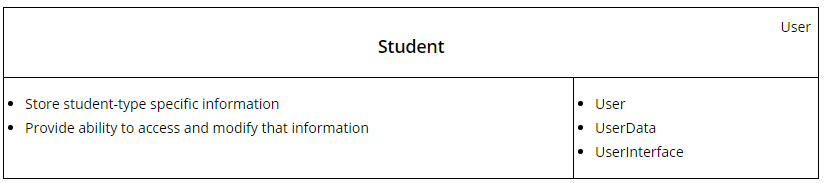 User
Student
Store student-type specific information
Provide ability to access and modify that information
User
UserData
UserInterface